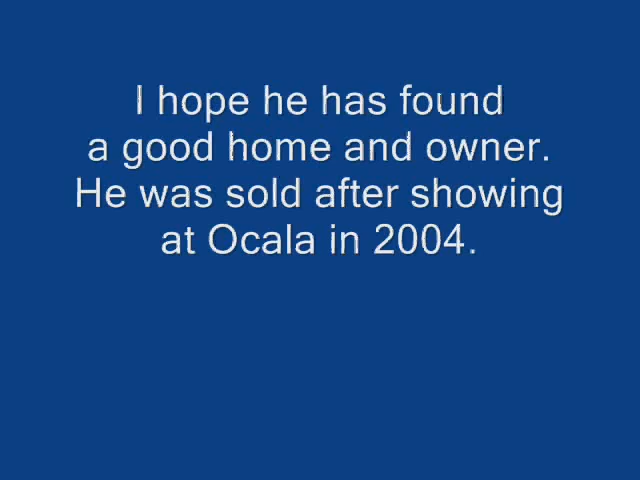 I hope he has found
a good home and owner.
He was sold after showing
at Ocala in 2004.